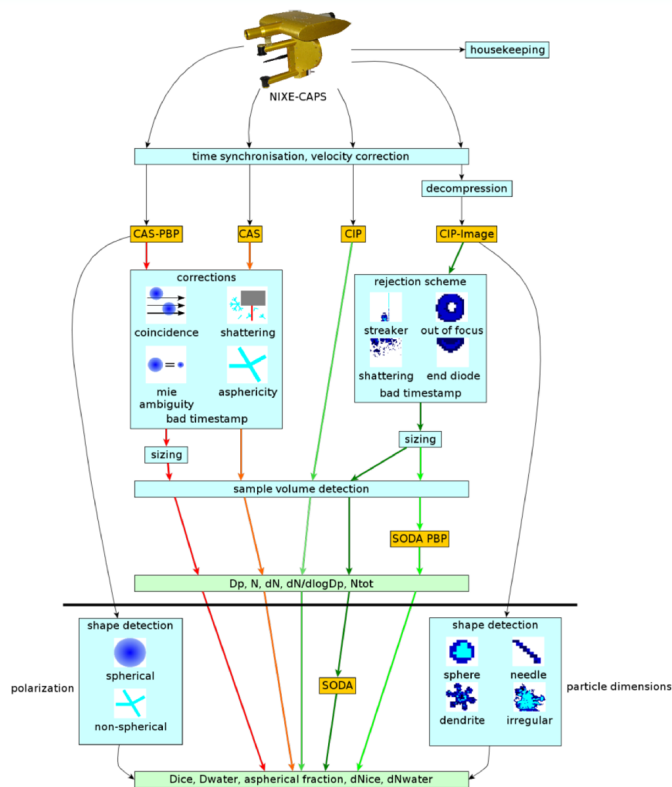 housekeeping
NIXE-CAPS
time synchronisation, velocity correction
decompression
CAS-PBP
CAS
CIP
CIP-Image
corrections
coincidence
shattering
mie
ambiguity
asphericity
bad timestamp
rejection scheme
streaker
out of focus
shattering
end diode
bad timestamp
sizing
sizing
sample volume detection
SODA PBP
Dp, N, dN, dN/dlogDp, Ntot
shape detection
spherical
non-spherical
polarization
SODA
shape detection
sphere
needle
dendrite
irregular
particle dimensions
Dice, Dwater, aspherical fraction, dNice, dNwater